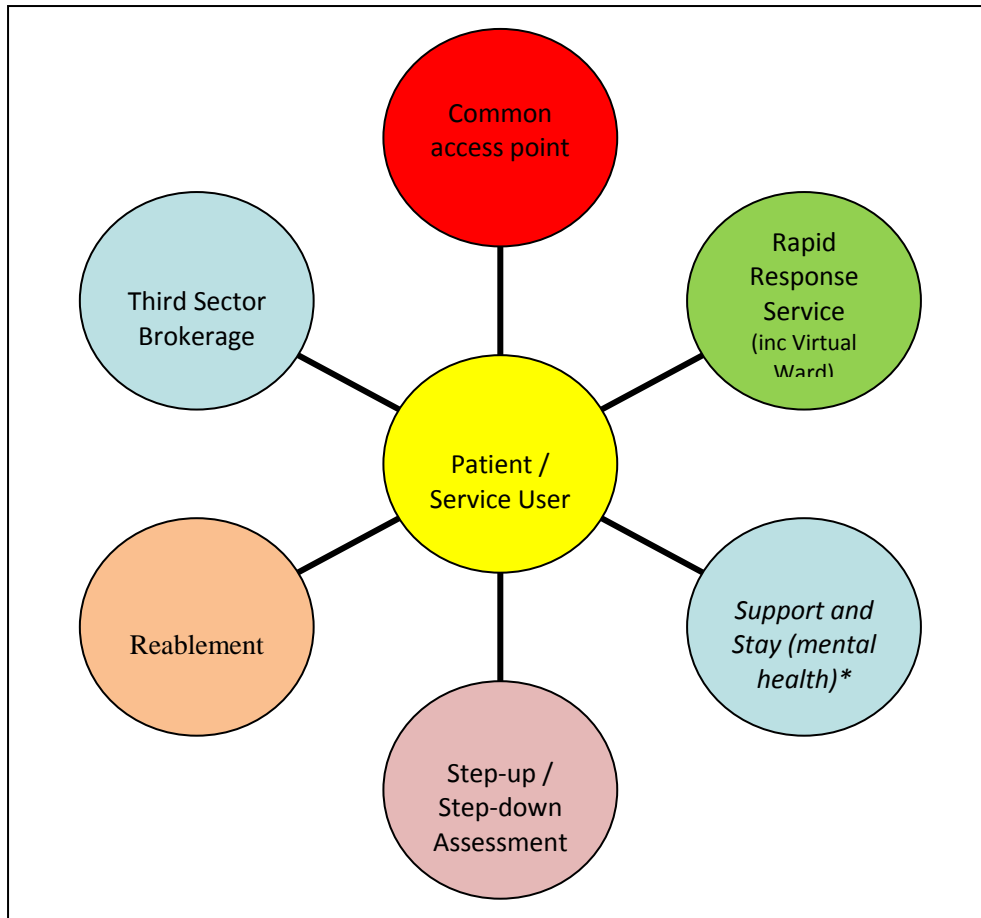 Common
access point
Rapid
Response
Service
(inc Virtual
Ward)
Third Sector
Brokerage
Patient /
Service User
Support and
Stay (mental
health)*
Reablement
Step-up /
Step-down
Assessment